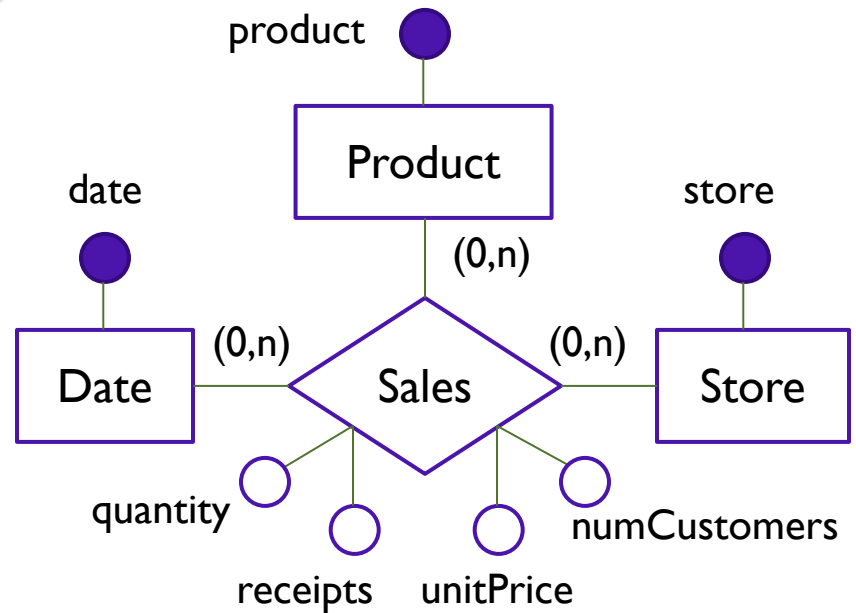 product
Product
date
store
(0,n)
(0,n)
(0,n)
Date
Sales
Store
quantity
numCustomers
receipts
unitPrice